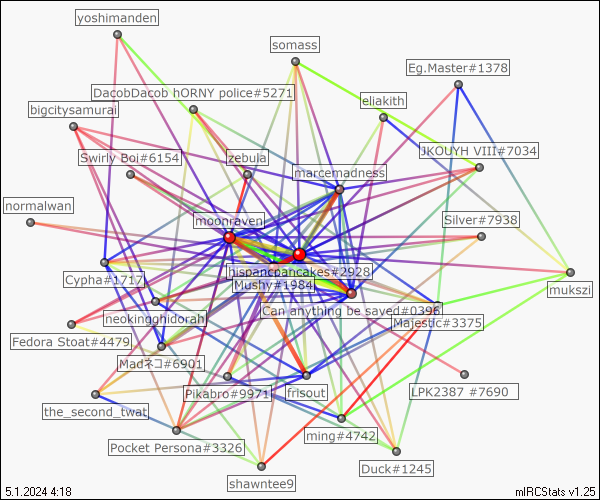 yoshimanden
somass
Eg.Master#1378
DacobDacob hORNY police#5271
eliakith
bigcitysamurai
JKOUYH VIII#7034
Swirly Boi#6154
zebula
marcemadness
normalwan
moonraven
Silver#7938
Cypha#1717
hispancpancakes#2928
mukszi
Mushy#1984
neokingghidorah
Can anything be sayed#0396
Majestic#3375
Fedora Stoat#4479
Madネコ#6901
Pikabro#9971
frisout
LPK2387 #7690
the_second_twat
ming#4742
Pocket Persona#3326
Duck#1245
shawntee9
5.1.2024 4:18
mIRCStats v1.25